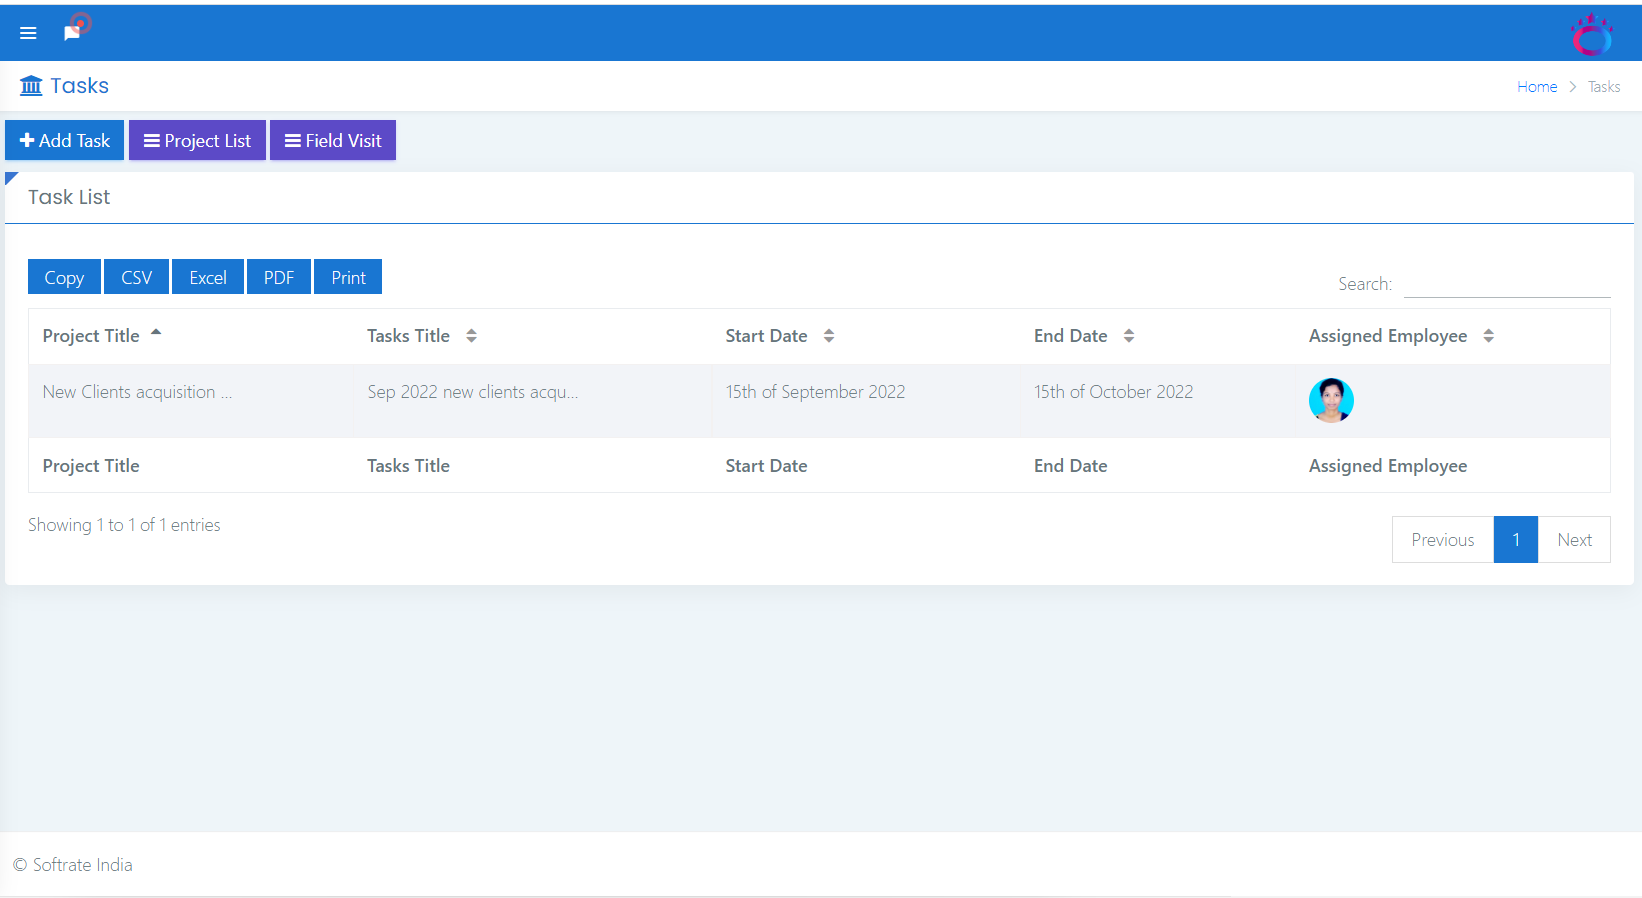 Tasks
Home > Tasks
Add Task Project List Field Visit
Task List
Copy CSV Excel PDF Print
Search:
Project Title Tasks Title Start Date End Date Assigned Employee
New Clients acquisition ... Sep 2022 new clients acqu... 15th of September 2022 15th of October 2022
Project Title Tasks Title Start Date End Date Assigned Employee
Showing 1 to 1 of 1 entries
Previous 1 Next
© Softrate India